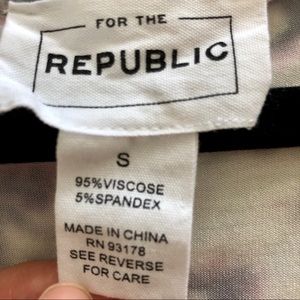 FOR THE
REPUBLIC
S
95%VISCOSE
5%SPANDEX
MADE IN CHINA
RN 93178
SEE REVERSE
FOR CARE